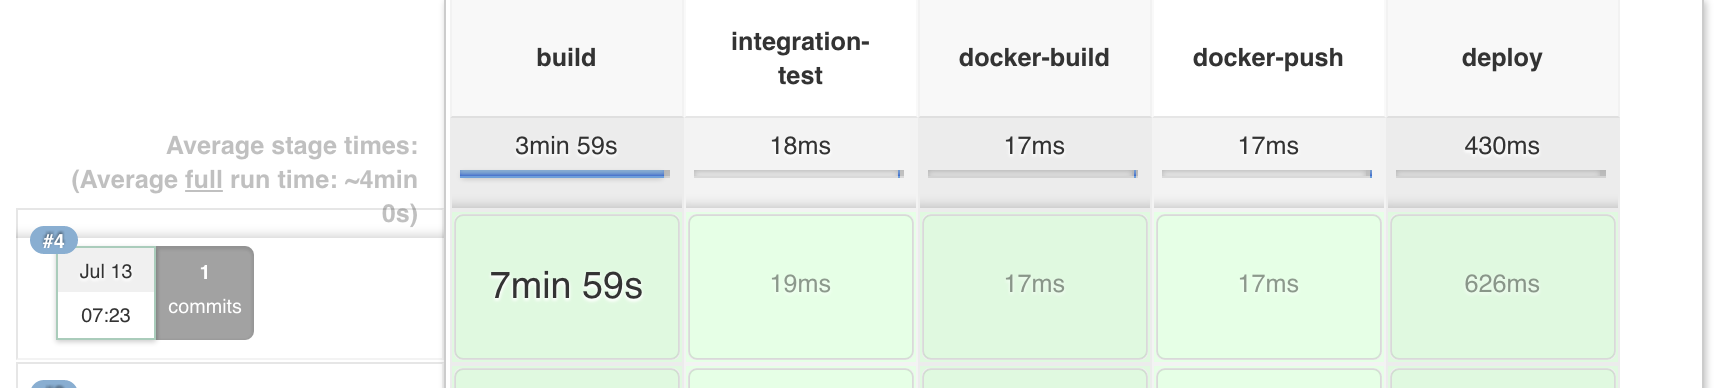 build
integration-
test
docker-build
docker-push
deploy
Average stage times:
(Average full run time: ~4min
0s)
3min 59s
18ms
17ms
17ms
430ms
#4
Jul 13
07:23
1
commits
7min 59s
19ms
17ms
17ms
626ms